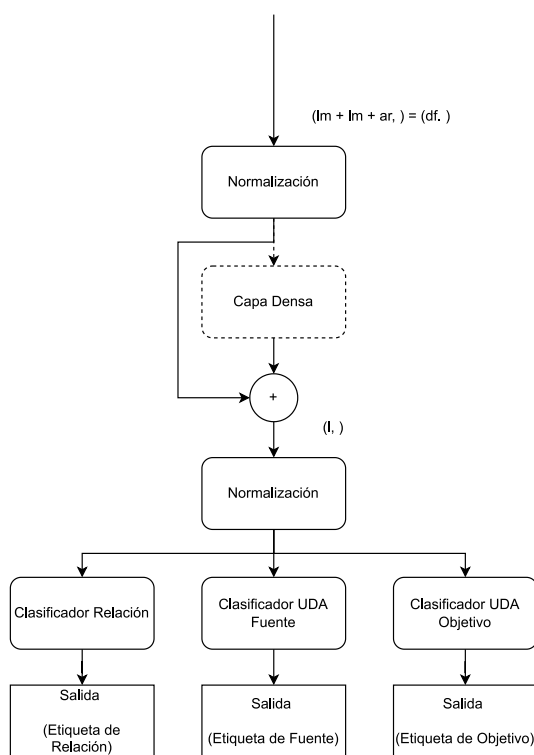 (lm + lm + ar, ) = (df. )
Normalización
Capa Densa
+
(l, )
Normalización
Clasificador Relación
Clasificador UDA
Fuente
Clasificador UDA
Objetivo
Salida
(Etiqueta de
Relación)
Salida
(Etiqueta de Fuente)
Salida
(Etiqueta de Objetivo)